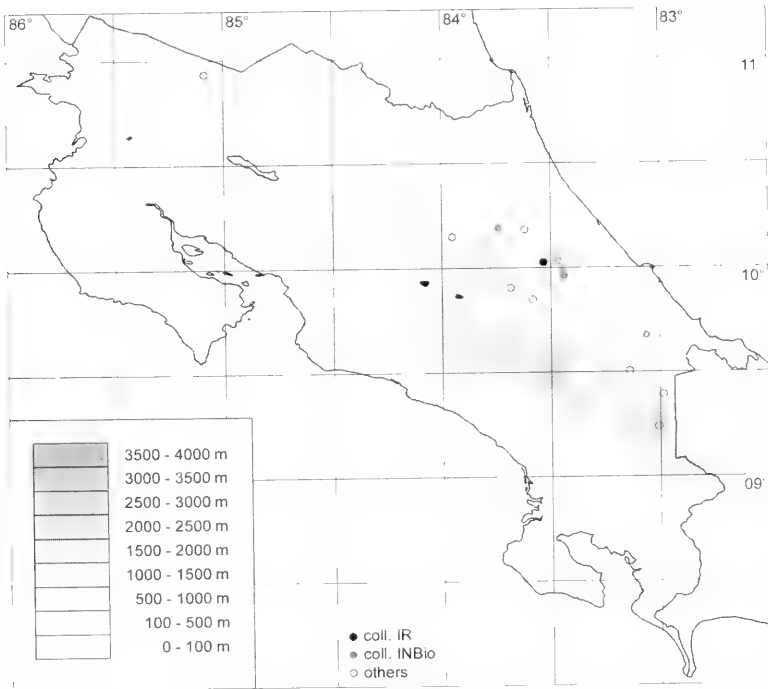 86° 85° 84° 83°
11
10°
09'
3500 - 4000 m
3000 - 3500 m
2500 - 3000 m
2000 - 2500 m
1500 - 2000 m
1000 - 1500 m
500 - 1000 m
100 - 500 m
0 - 100 m
coll. IR
coll. INBio
others